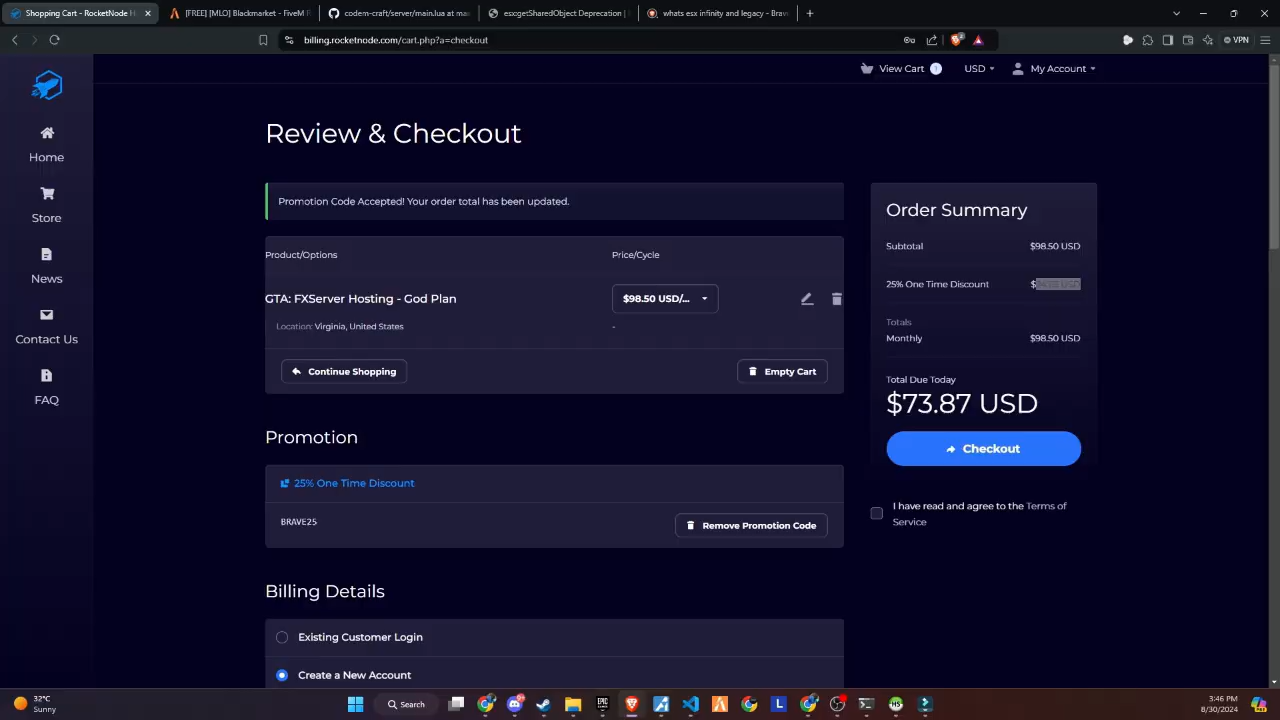 Shopping Cart - RocketNode H
[FREE] [MLO] Blackmarket - FiveM R
codem-craft/server/main.lua at ma
esxgetSharedObject Deprecation |
whats esx infinity and legacy - Brav
billing.rocketnode.com/cart.php?a=checkout
VPN
View Cart 1
USD
My Account
Home
Store
News
Contact Us
FAQ
Review & Checkout
Promotion Code Accepted! Your order total has been updated.
Product/Options Price/Cycle
GTA: FXServer Hosting - God Plan $98.50 USD/...
Location: Virginia, United States -
Continue Shopping Empty Cart
Promotion
25% One Time Discount
BRAVE25 Remove Promotion Code
Billing Details
Existing Customer Login
Create a New Account
Order Summary
Subtotal $98.50 USD
25% One Time Discount $
Totals
Monthly $98.50 USD
Total Due Today
$73.87 USD
Checkout
I have read and agree to the Terms of
Service
32°C
Sunny
Search
3:46 PM
8/30/2024